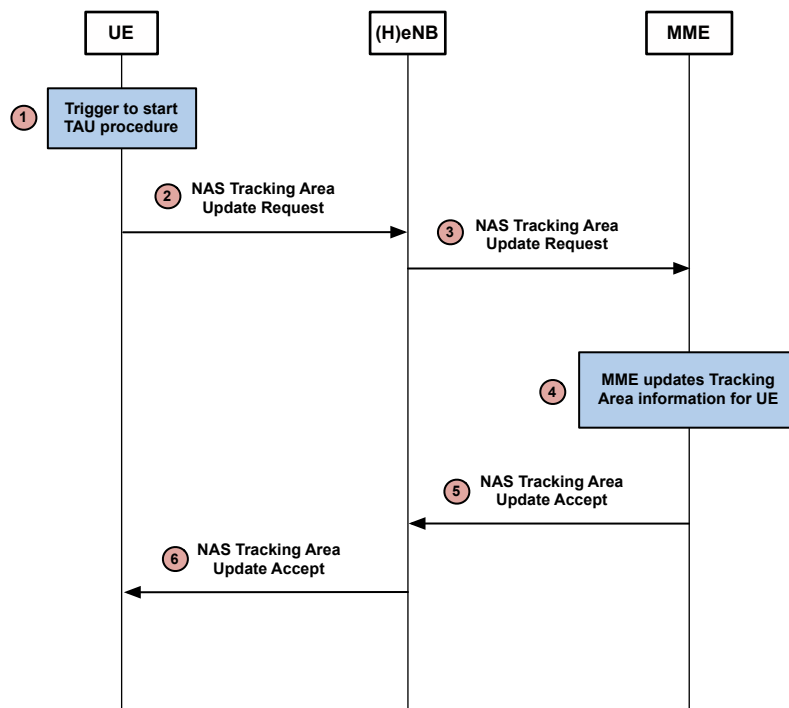 UE
(H)eNB
MME
1
Trigger to start
TAU procedure
2
NAS Tracking Area
Update Request
3
NAS Tracking Area
Update Request
4
MME updates Tracking
Area information for UE
5
NAS Tracking Area
Update Accept
6
NAS Tracking Area
Update Accept